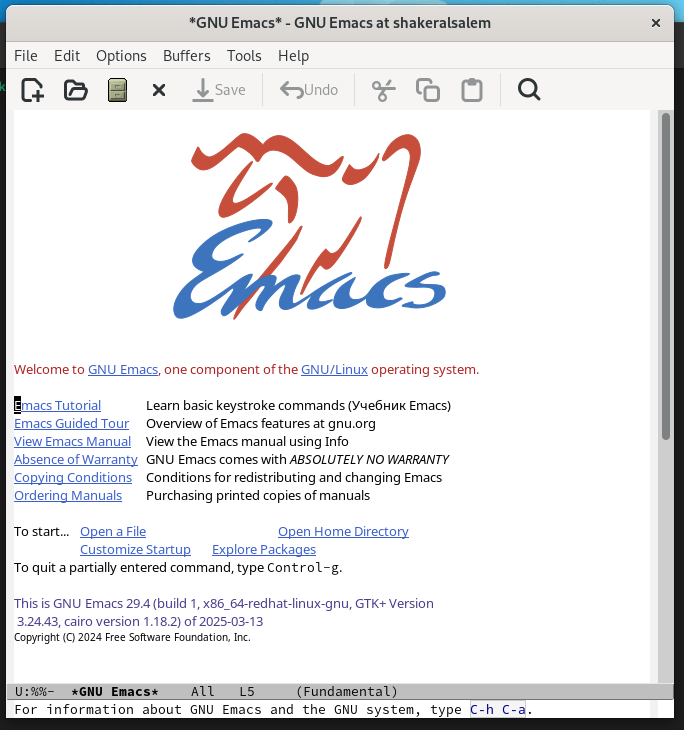 *GNU Emacs* - GNU Emacs at shakeralsalem
File Edit Options Buffers Tools Help
Save Undo
Emacs
Welcome to GNU Emacs, one component of the GNU/Linux operating system.
Emacs Tutorial Learn basic keystroke commands (Учебник Emacs)
Emacs Guided Tour Overview of Emacs features at gnu.org
View Emacs Manual View the Emacs manual using Info
Absence of Warranty GNU Emacs comes with ABSOLUTELY NO WARRANTY
Copying Conditions Conditions for redistributing and changing Emacs
Ordering Manuals Purchasing printed copies of manuals
To start... Open a File Open Home Directory
Customize Startup Explore Packages
To quit a partially entered command, type Control-g.
This is GNU Emacs 29.4 (build 1, x86_64-redhat-linux-gnu, GTK+ Version
3.24.43, cairo version 1.18.2) of 2025-03-13
Copyright (C) 2024 Free Software Foundation, Inc.
U:%%- *GNU Emacs* All L5 (Fundamental)
For information about GNU Emacs and the GNU system, type C-h C-a.